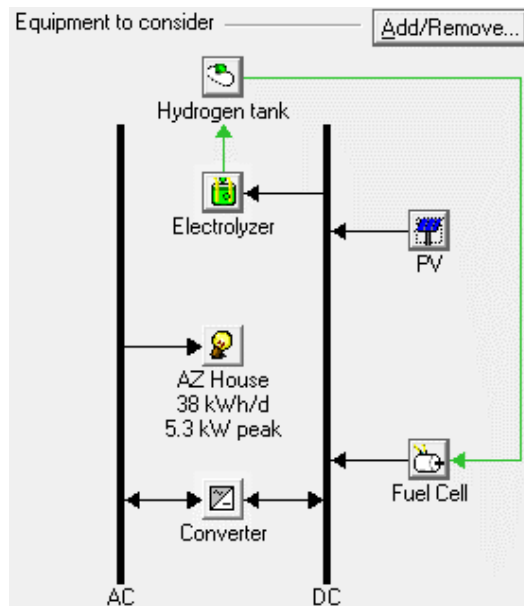 Equipment to consider
Add/Remove...
Hydrogen tank
Electrolyzer
PV
AZ House
38 kWh/d
5.3 kW peak
Fuel Cell
Converter
AC
DC